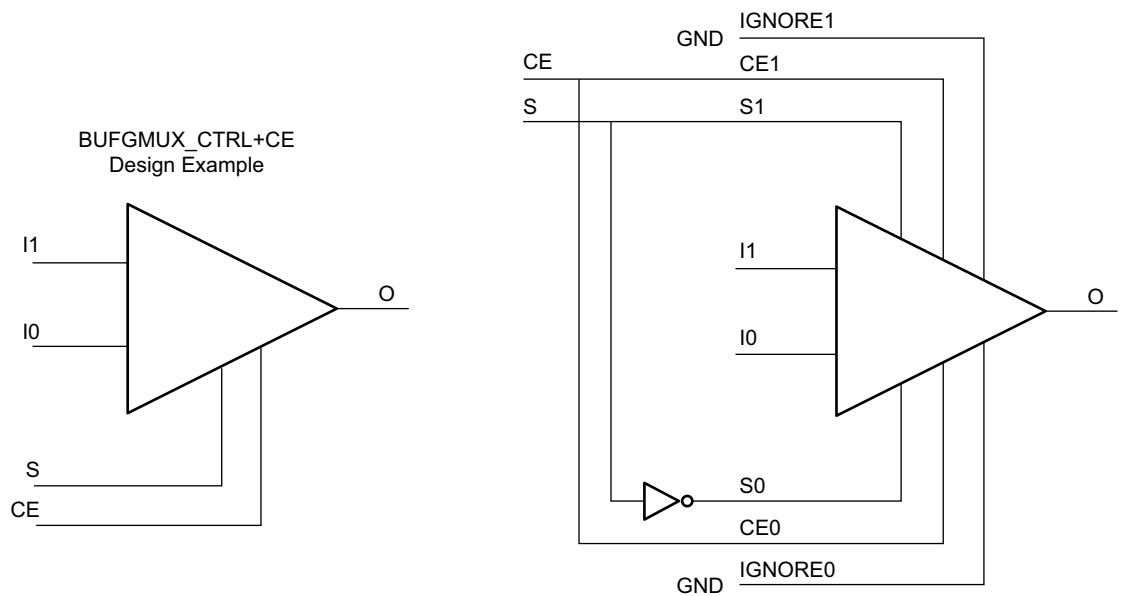 BUFGMUX_CTRL+CE
Design Example
I1
I0
O
S
CE
GND
IGNORE1
CE
CE1
S
S1
I1
I0
O
S0
CE0
GND
IGNORE0